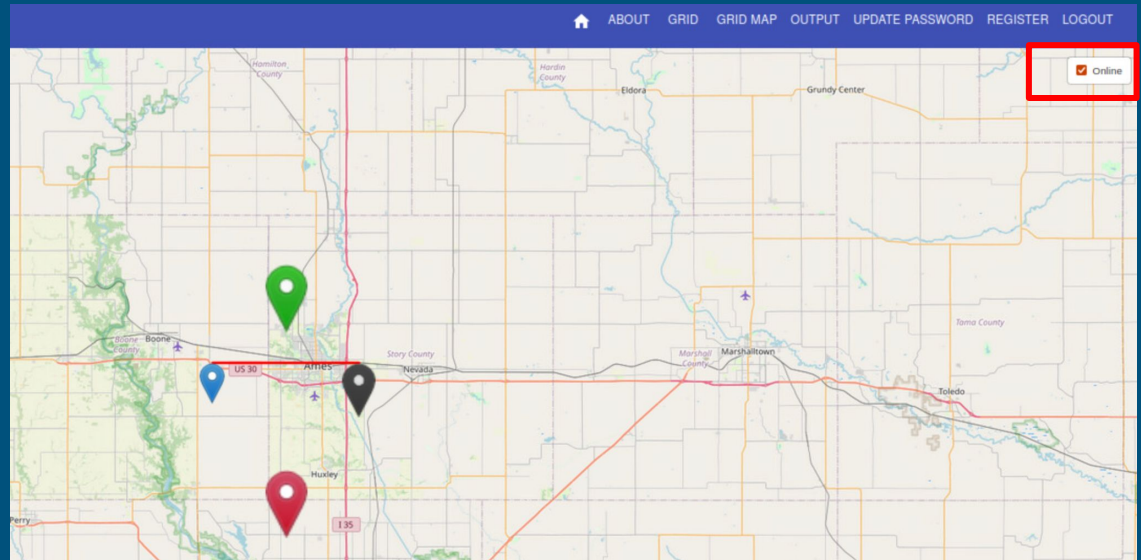 ABOUT GRID GRID MAP OUTPUT UPDATE PASSWORD REGISTER LOGOUT
Online
Hamilton
County
Hardin
County
Eldora
Grundy Center
Tama County
Boone
County
Boone
Story County
Marshall
County
Marshalltown
US 30
Ames
Nevada
Toledo
Huxley
Perry
I 35